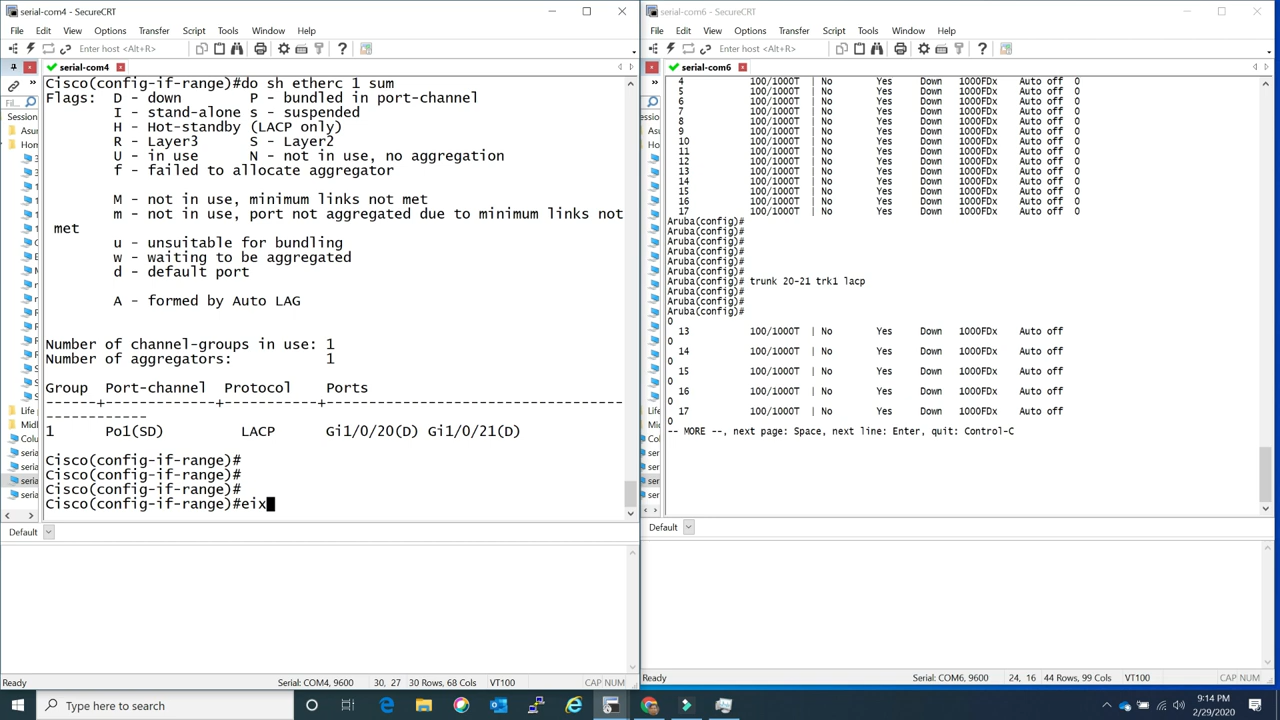 serial-com4 - SecureCRT
File Edit View Options Transfer Script Tools Window Help
Enter host <Alt+R>
serial-com4
Fil...
Session
Asur
Hom
3
1
1
1
1
1
C
E
M
n
n
R
R
R
R
S
S
S
Life
Midl
Colu
seria
seria
seria
seria
Cisco(config-if-range)#do sh etherc 1 sum
Flags:  D - down        P - bundled in port-channel
I - stand-alone s - suspended
H - Hot-standby (LACP only)
R - Layer3      S - Layer2
U - in use      N - not in use, no aggregation
f - failed to allocate aggregator
M - not in use, minimum links not met
m - not in use, port not aggregated due to minimum links not
met
u - unsuitable for bundling
w - waiting to be aggregated
d - default port
A - formed by Auto LAG
Number of channel-groups in use: 1
Number of aggregators:           1
Group  Port-channel  Protocol    Ports
------+-------------+-----------+-----------------------------------
------------
1      Po1(SD)         LACP      Gi1/0/20(D) Gi1/0/21(D)
Cisco(config-if-range)#
Cisco(config-if-range)#
Cisco(config-if-range)#
Cisco(config-if-range)#eix
Default
Ready Serial: COM4, 9600 30, 27 30 Rows, 68 Cols VT100 CAP NUM
serial-com6 - SecureCRT
File Edit View Options Transfer Script Tools Window Help
Enter host <Alt+R>
serial-com6
4 100/1000T | No Yes Down 1000FDx Auto off 0
5 100/1000T | No Yes Down 1000FDx Auto off 0
6 100/1000T | No Yes Down 1000FDx Auto off 0
7 100/1000T | No Yes Down 1000FDx Auto off 0
8 100/1000T | No Yes Down 1000FDx Auto off 0
9 100/1000T | No Yes Down 1000FDx Auto off 0
10 100/1000T | No Yes Down 1000FDx Auto off 0
11 100/1000T | No Yes Down 1000FDx Auto off 0
12 100/1000T | No Yes Down 1000FDx Auto off 0
13 100/1000T | No Yes Down 1000FDx Auto off 0
14 100/1000T | No Yes Down 1000FDx Auto off 0
15 100/1000T | No Yes Down 1000FDx Auto off 0
16 100/1000T | No Yes Down 1000FDx Auto off 0
17 100/1000T | No Yes Down 1000FDx Auto off 0
Aruba(config)#
Aruba(config)#
Aruba(config)#
Aruba(config)#
Aruba(config)#
Aruba(config)#
Aruba(config)# trunk 20-21 trk1 lacp
Aruba(config)#
Aruba(config)#
Aruba(config)#
0
13 100/1000T | No Yes Down 1000FDx Auto off
0
14 100/1000T | No Yes Down 1000FDx Auto off
0
15 100/1000T | No Yes Down 1000FDx Auto off
0
16 100/1000T | No Yes Down 1000FDx Auto off
0
17 100/1000T | No Yes Down 1000FDx Auto off
0
-- MORE --, next page: Space, next line: Enter, quit: Control-C
Default
Ready Serial: COM6, 9600 24, 16 44 Rows, 99 Cols VT100 CAP NUM
Type here to search
9:14 PM
2/29/2020